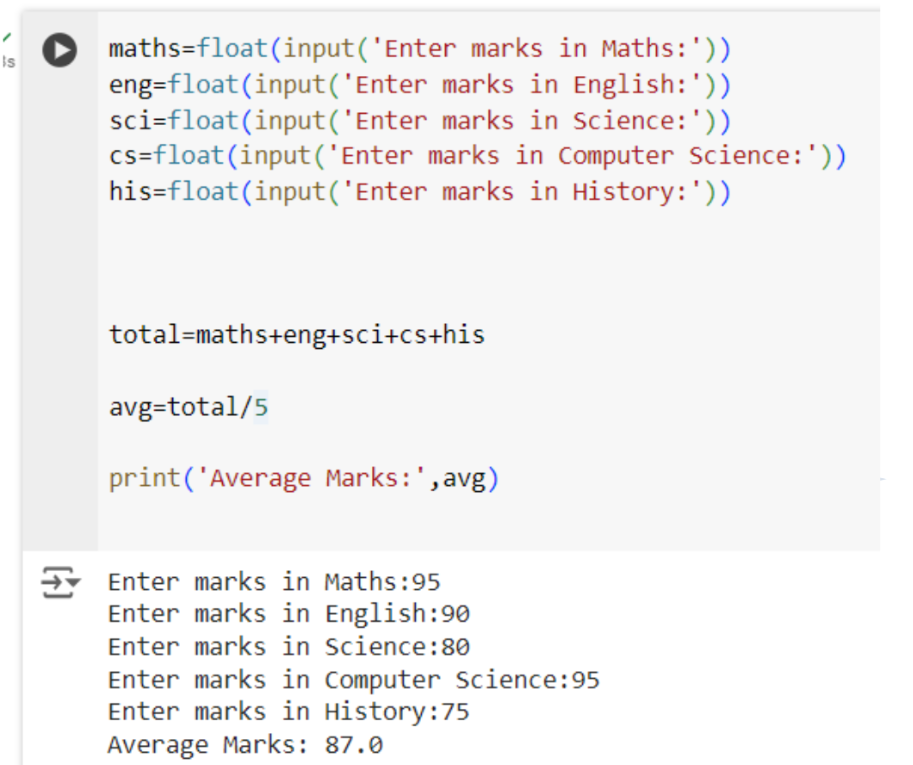 maths=float(input('Enter marks in Maths:'))
eng=float(input('Enter marks in English:'))
sci=float(input('Enter marks in Science:'))
cs=float(input('Enter marks in Computer Science:'))
his=float(input('Enter marks in History:'))
total=maths+eng+sci+cs+his
avg=total/5
print('Average Marks:',avg)
Enter marks in Maths:95
Enter marks in English:90
Enter marks in Science:80
Enter marks in Computer Science:95
Enter marks in History:75
Average Marks: 87.0